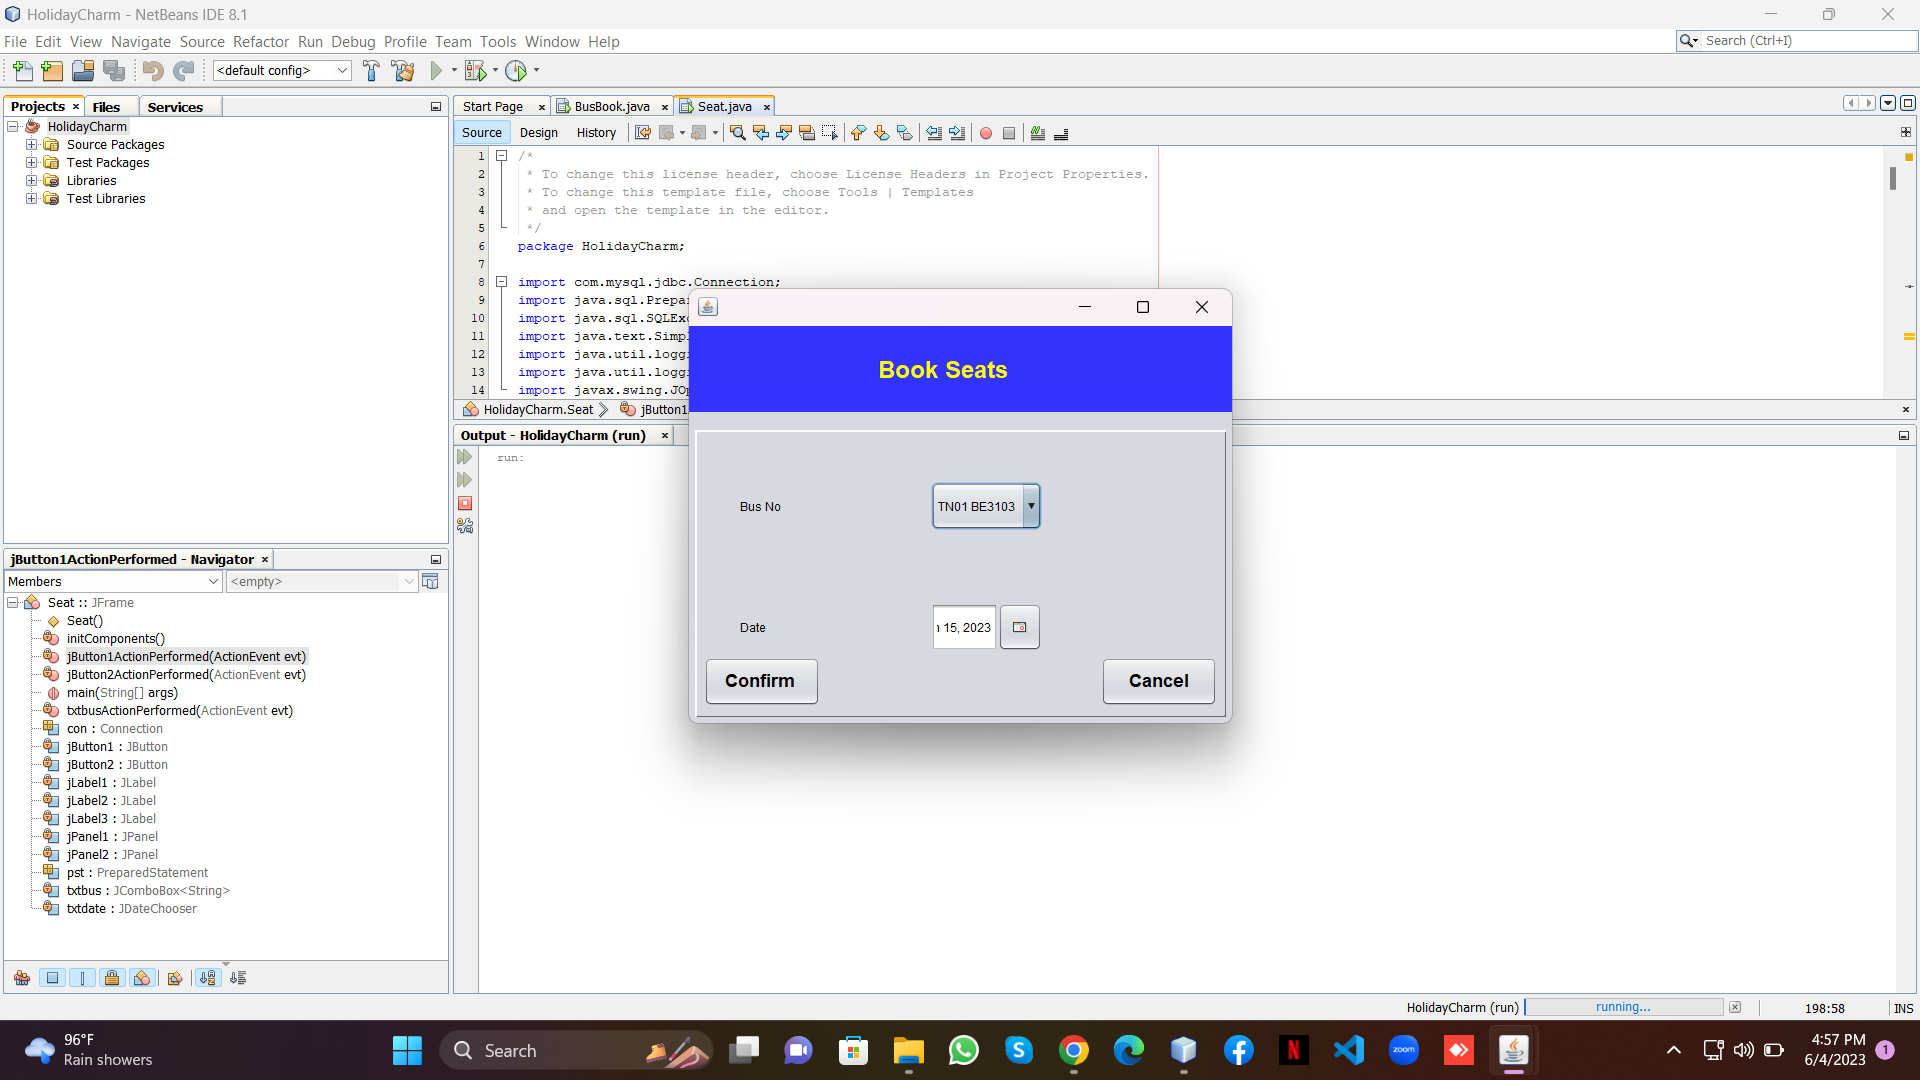 HolidayCharm - NetBeans IDE 8.1
File Edit View Navigate Source Refactor Run Debug Profile Team Tools Window Help
Search (Ctrl+I)
<default config>
Projects Files Services
HolidayCharm
Source Packages
Test Packages
Libraries
Test Libraries
Start Page BusBook.java Seat.java
Source Design History
1 /*
2 * To change this license header, choose License Headers in Project Properties.
3 * To change this template file, choose Tools | Templates
4 * and open the template in the editor.
5 */
6 package HolidayCharm;
7
8 import com.mysql.jdbc.Connection;
9 import java.sql.Prepa
10 import java.sql.SQLEx
11 import java.text.Simp
12 import java.util.logg
13 import java.util.logg
14 import javax.swing.JO
HolidayCharm.Seat jButton1
Output - HolidayCharm (run)
run:
Book Seats
Bus No
TN01 BE3103
Date
15, 2023
Confirm
Cancel
jButton1ActionPerformed - Navigator
Members <empty>
Seat :: JFrame
Seat()
initComponents()
jButton1ActionPerformed(ActionEvent evt)
jButton2ActionPerformed(ActionEvent evt)
main(String[] args)
txtbusActionPerformed(ActionEvent evt)
con : Connection
jButton1 : JButton
jButton2 : JButton
jLabel1 : JLabel
jLabel2 : JLabel
jLabel3 : JLabel
jPanel1 : JPanel
jPanel2 : JPanel
pst : PreparedStatement
txtbus : JComboBox<String>
txtdate : JDateChooser
HolidayCharm (run) running... 198:58 INS
96°F
Rain showers
Search
zoom
4:57 PM
6/4/2023
1